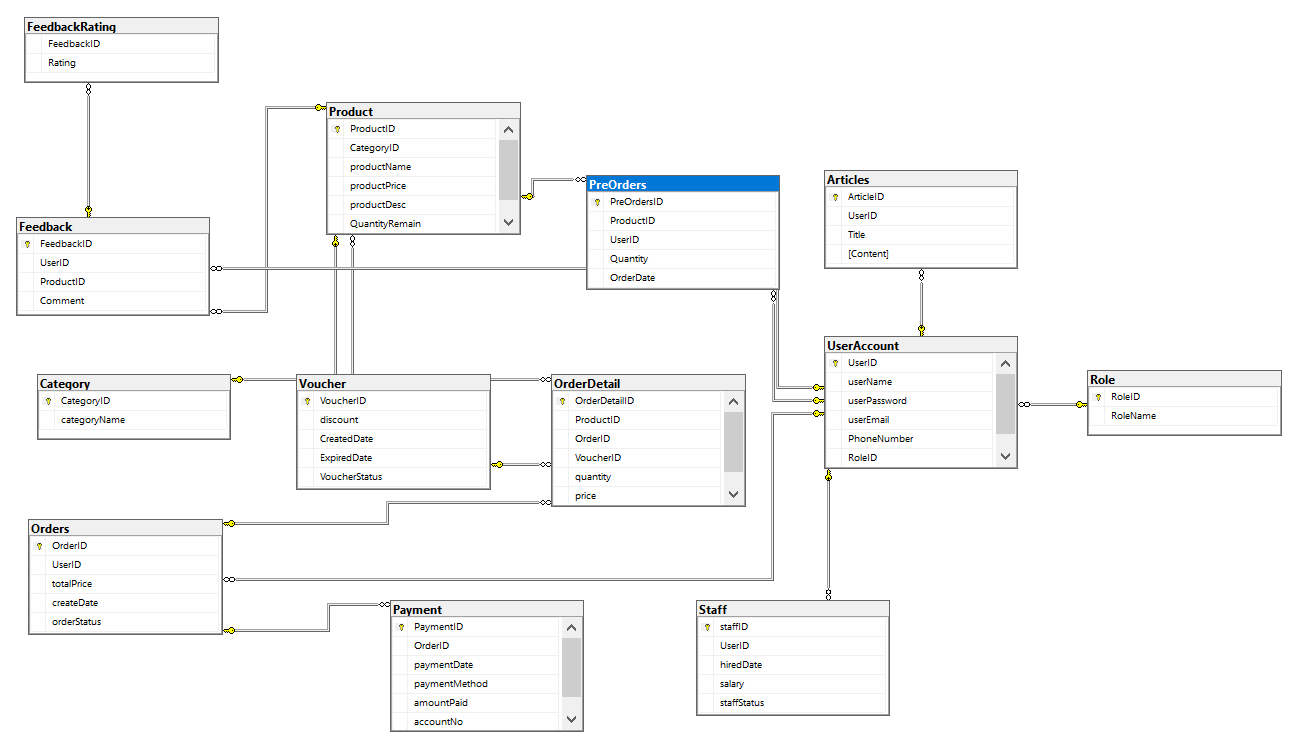 FeedbackRating
FeedbackID
Rating
Product
ProductID
CategoryID
productName
productPrice
productDesc
QuantityRemain
PreOrders
PreOrdersID
ProductID
UserID
Quantity
OrderDate
Articles
ArticleID
UserID
Title
[Content]
Feedback
FeedbackID
UserID
ProductID
Comment
UserAccount
UserID
userName
userPassword
userEmail
PhoneNumber
RoleID
Role
RoleID
RoleName
Category
CategoryID
categoryName
Voucher
VoucherID
discount
CreatedDate
ExpiredDate
VoucherStatus
OrderDetail
OrderDetailID
ProductID
OrderID
VoucherID
quantity
price
Orders
OrderID
UserID
totalPrice
createDate
orderStatus
Payment
PaymentID
OrderID
paymentDate
paymentMethod
amountPaid
accountNo
Staff
staffID
UserID
hiredDate
salary
staffStatus